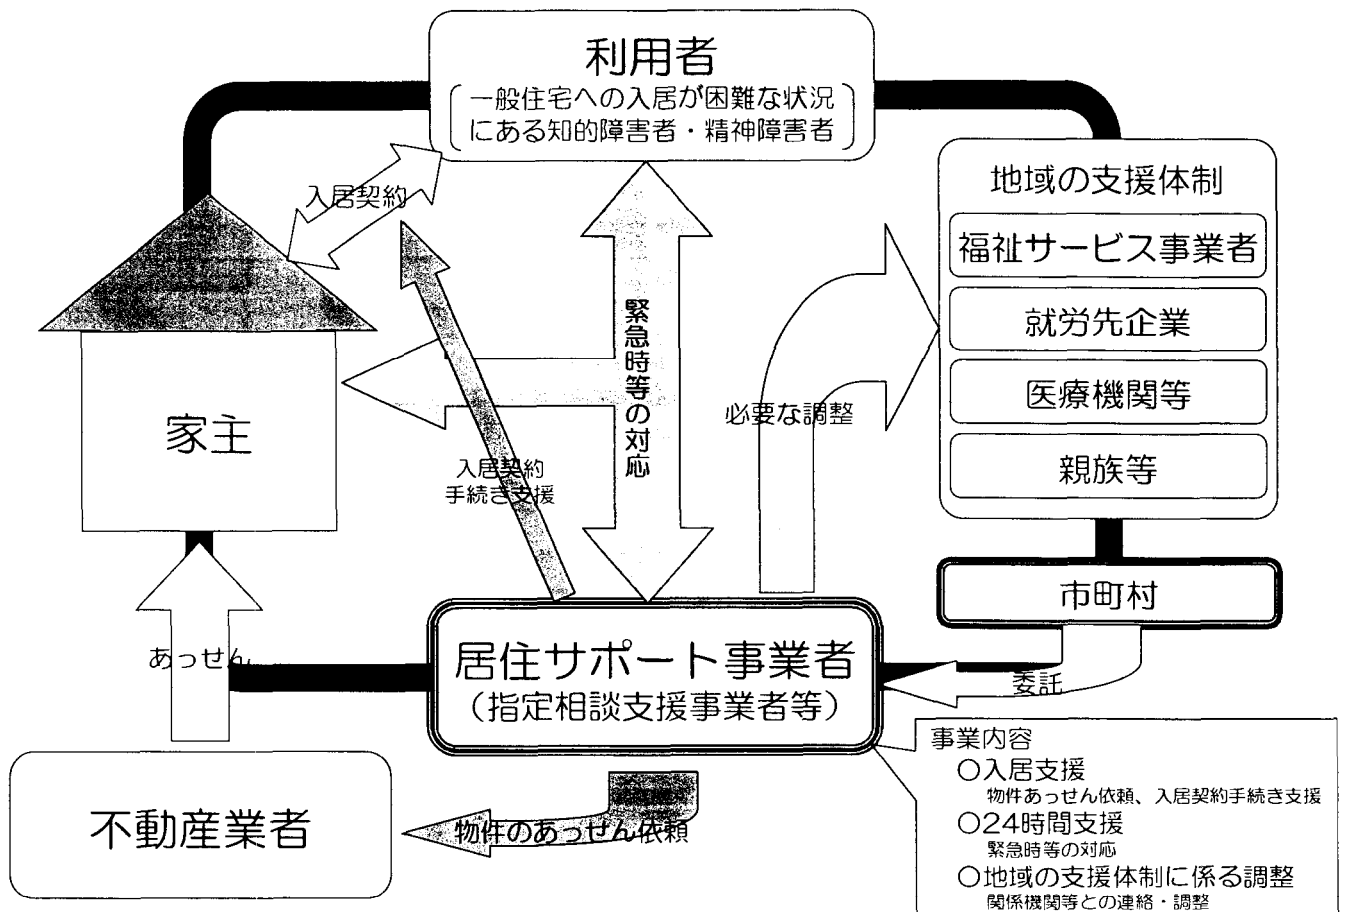 利用者
一般住宅への入居が困難な状況
にある知的障害者・精神障害者
入居契約
地域の支援体制
福祉サービス事業者
就労先企業
医療機関等
親族等
緊急時等の対応
必要な調整
家主
入居契約
手続き支援
市町村
あっせん
居住サポート事業者
(指定相談支援事業者等)
委託
不動産業者
物件のあっせん依頼
事業内容
○入居支援
物件あっせん依頼、入居契約手続き支援
○24時間支援
緊急時等の対応
○地域の支援体制に係る調整
関係機関等との連絡・調整